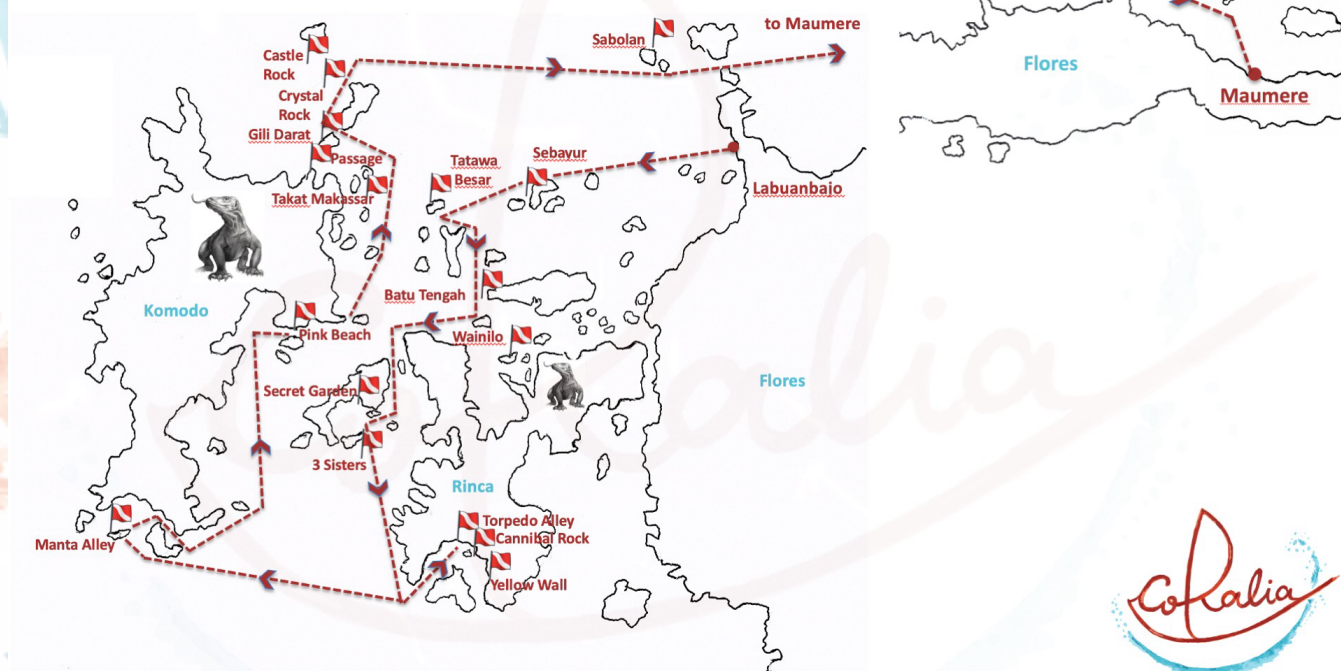 to Maumere
Sabolan
Castle
Rock
Crystal
Rock
Gili Darat
Passage
Takat Makassar
Tatawa
Besar
Sebayur
Labuanbajo
Flores
Maumere
Komodo
Batu Tengah
Pink Beach
Wainilo
Secret Garden
Flores
3 Sisters
Rinca
Torpedo Alley
Cannibal Rock
Yellow Wall
Manta Alley
CoRalia
CoRalia